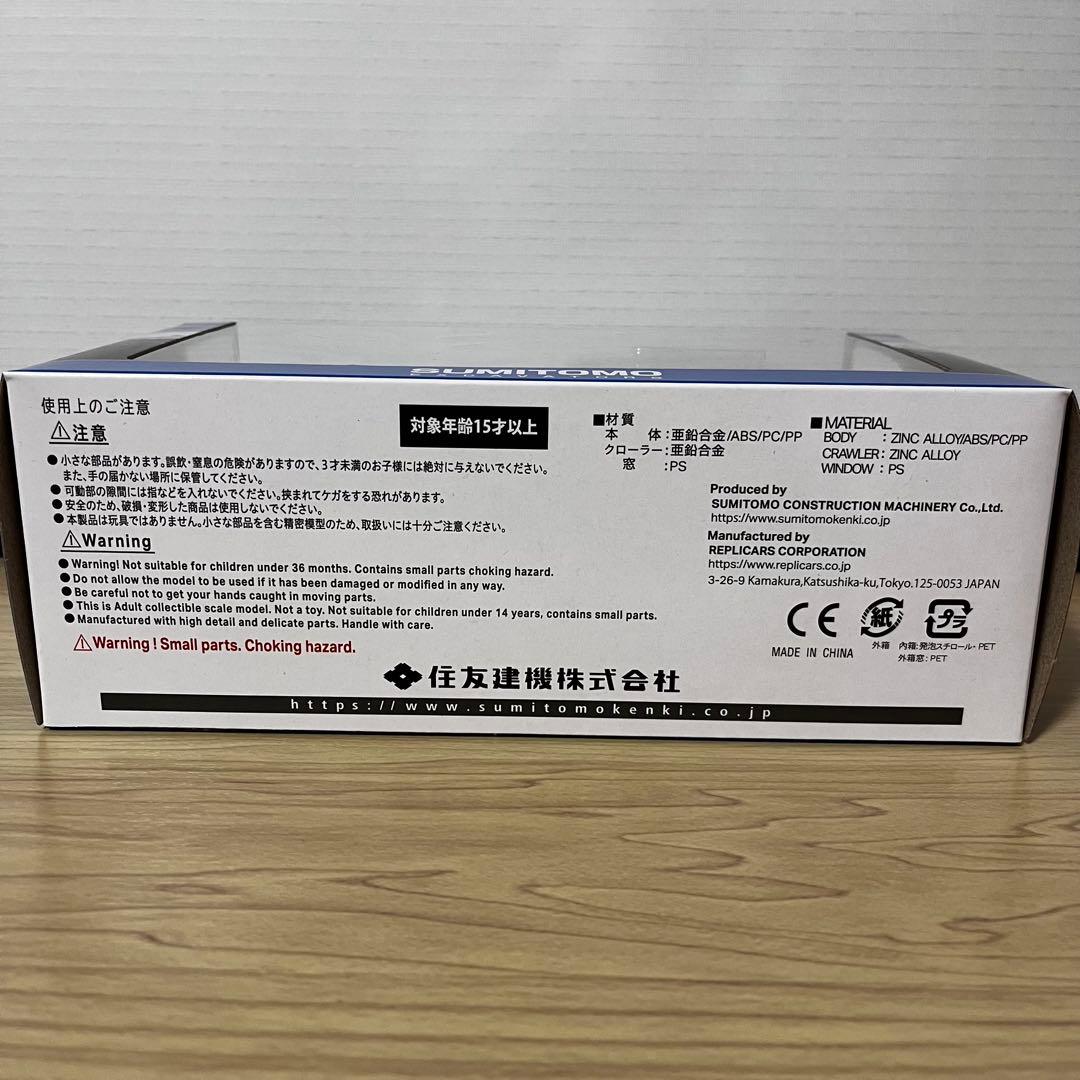 SUMITOMO
EXCAVATORS
使用上のご注意
⚠注意
対象年齢15才以上
● 小さな部品があります。誤飲・窒息の危険がありますので、3才未満のお子様には絶対に与えないでください。
また、手の届かない場所に保管してください。
● 可動部の隙間には指などを入れないでください。挟まれてケガをする恐れがあります。
● 安全のため、破損・変形した商品は使用しないでください。
● 本製品は玩具ではありません。小さな部品を含む精密模型のため、取扱いには十分ご注意ください。
⚠Warning
● Warning! Not suitable for children under 36 months. Contains small parts choking hazard.
● Do not allow the model to be used if it has been damaged or modified in any way.
● Be careful not to get your hands caught in moving parts.
● This is Adult collectible scale model. Not a toy. Not suitable for children under 14 years, contains small parts.
● Manufactured with high detail and delicate parts. Handle with care.
⚠Warning ! Small parts. Choking hazard.
■材質
本 体:亜鉛合金/ABS/PC/PP
クローラー:亜鉛合金
窓 :PS
■MATERIAL
BODY : ZINC ALLOY/ABS/PC/PP
CRAWLER: ZINC ALLOY
WINDOW : PS
Produced by
SUMITOMO CONSTRUCTION MACHINERY Co.,Ltd.
https://www.sumitomokenki.co.jp
Manufactured by
REPLICARS CORPORATION
https://www.replicars.co.jp
3-26-9 Kamakura,Katsushika-ku,Tokyo.125-0053 JAPAN
CE
紙
プラ
MADE IN CHINA
外箱
内箱:発泡スチロール・PET
外箱窓:PET
住友建機株式会社
https://www.sumitomokenki.co.jp